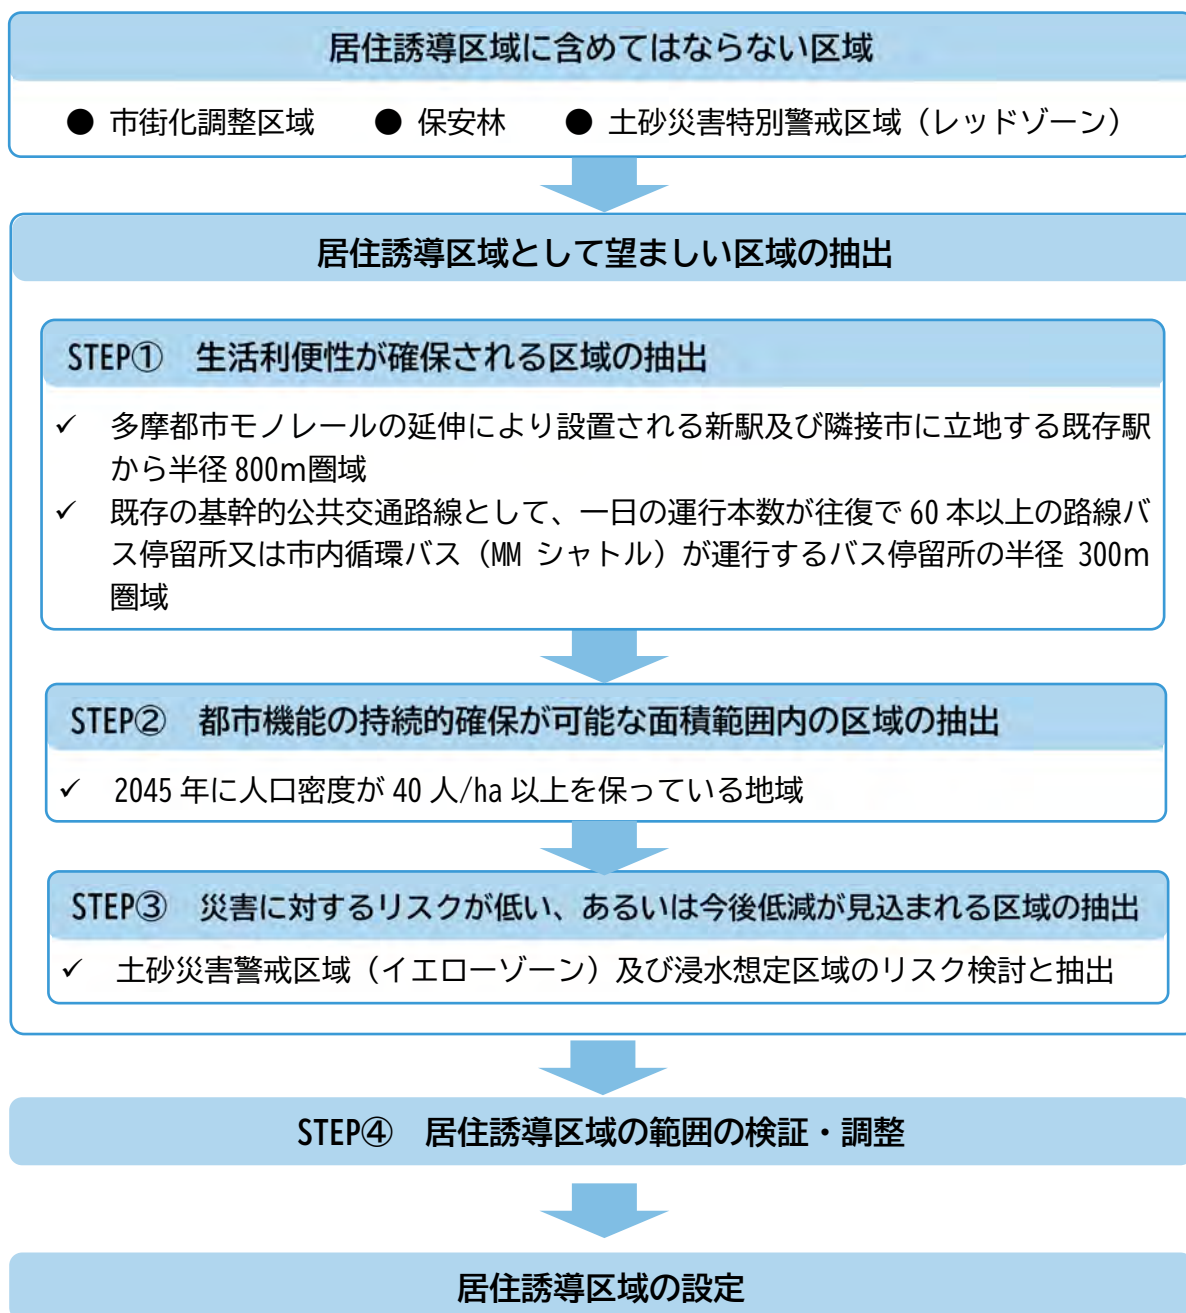 居住誘導区域に含めてはならない区域
● 市街化調整区域 ● 保安林 ● 土砂災害特別警戒区域（レッドゾーン）
居住誘導区域として望ましい区域の抽出
STEP① 生活利便性が確保される区域の抽出
✓ 多摩都市モノレールの延伸により設置される新駅及び隣接市に立地する既存駅
から半径 800m圏域
✓ 既存の基幹的公共交通路線として、一日の運行本数が往復で 60 本以上の路線バ
ス停留所又は市内循環バス（MM シャトル）が運行するバス停留所の半径 300m
圏域
STEP② 都市機能の持続的確保が可能な面積範囲内の区域の抽出
✓ 2045 年に人口密度が 40 人/ha 以上を保っている地域
STEP③ 災害に対するリスクが低い、あるいは今後低減が見込まれる区域の抽出
✓ 土砂災害警戒区域（イエローゾーン）及び浸水想定区域のリスク検討と抽出
STEP④ 居住誘導区域の範囲の検証・調整
居住誘導区域の設定